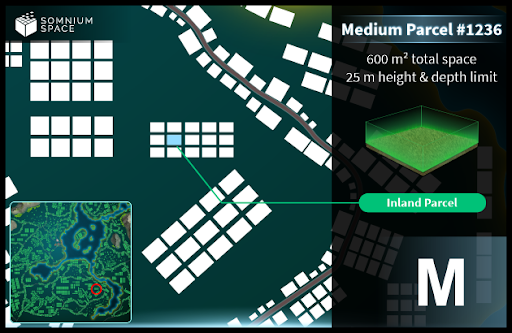 SOMNIUM
SPACE
Medium Parcel #1236
600 m² total space
25 m height & depth limit
Inland Parcel
M